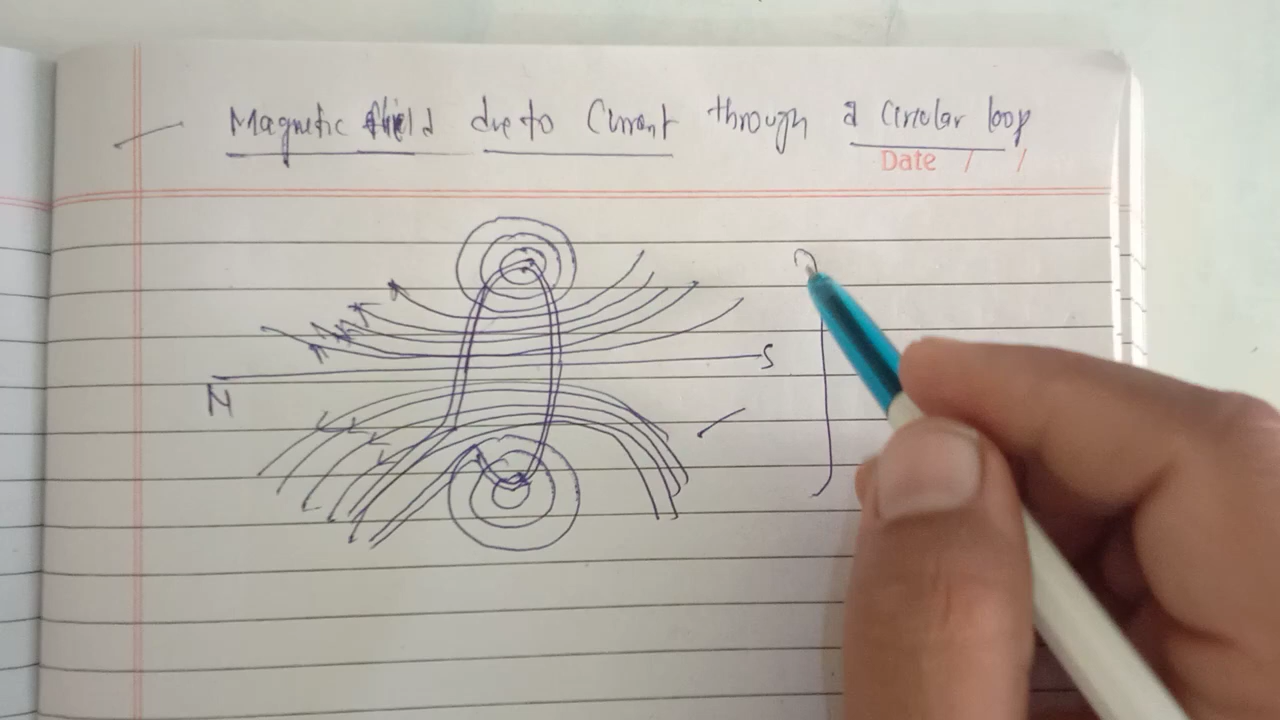 Magnetic field due to Current through a Circular loop
Date / /
S
N